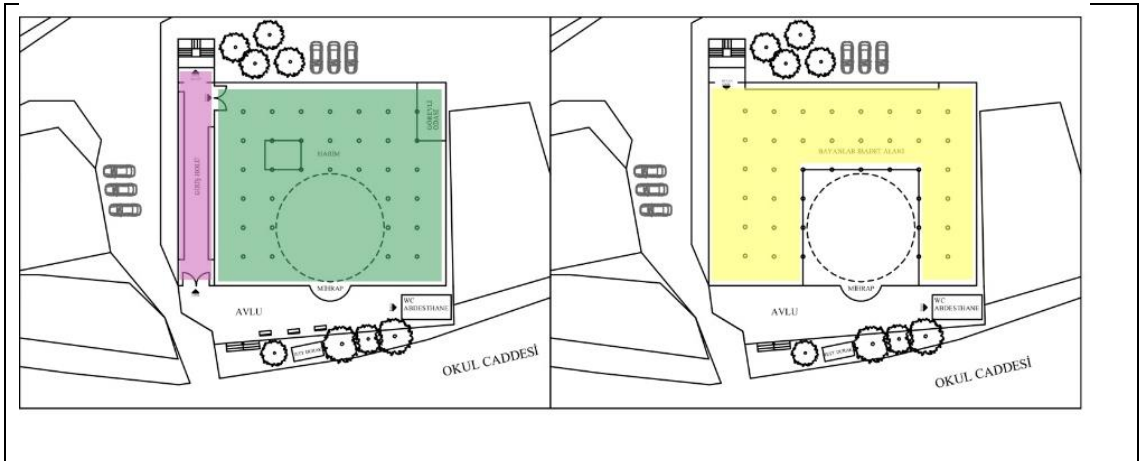 GÖREVLİ
ODASI
HARİM
GİRİŞ HOLÜ
MİHRAP
WC
ABDESTHANE
AVLU
OKUL CADDESİ
BAYANLAR İBADET ALANI
MİHRAP
WC
ABDESTHANE
AVLU
OKUL CADDESİ